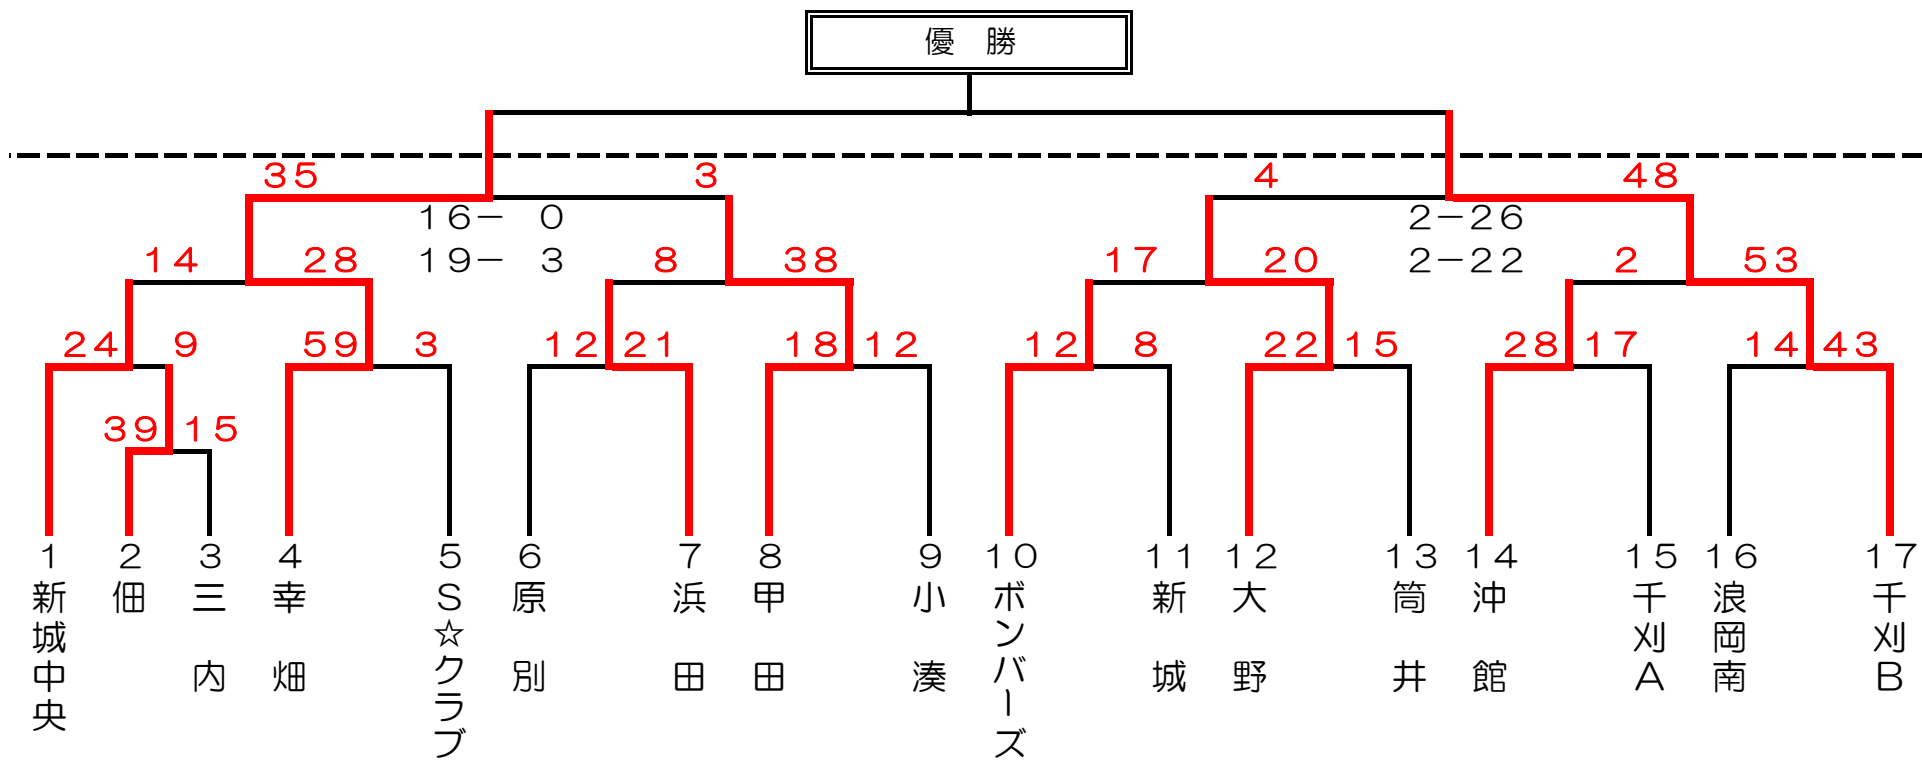 優　勝
35 3 4 48
16－ 0 2－26
19－ 3 2－22
14 28 8 38 17 20 2 53
24 9 59 3 12 21 18 12 12 8 22 15 28 17 14 43
39 15
1 2 3 4 5 6 7 8 9 10 11 12 13 14 15 16 17
新城中央
佃
三内
幸畑
S☆クラブ
原別
浜田
甲田
小湊
ボンバーズ
新城
大野
筒井
沖館
千刈A
浪岡南
千刈B